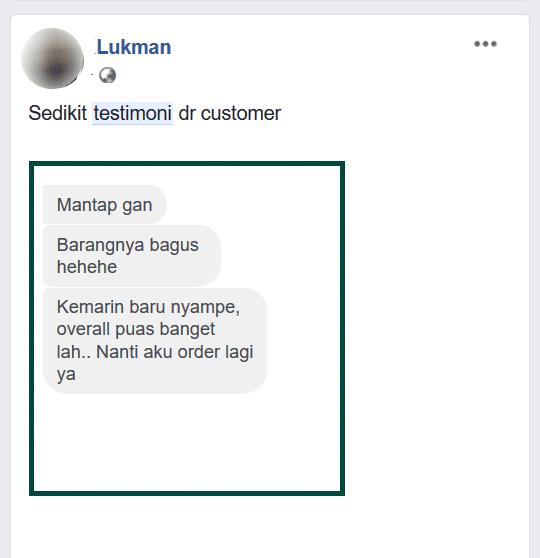 Lukman
Sedikit testimoni dr customer
Mantap gan
Barangnya bagus
hehehe
Kemarin baru nyampe,
overall puas banget
lah.. Nanti aku order lagi
ya